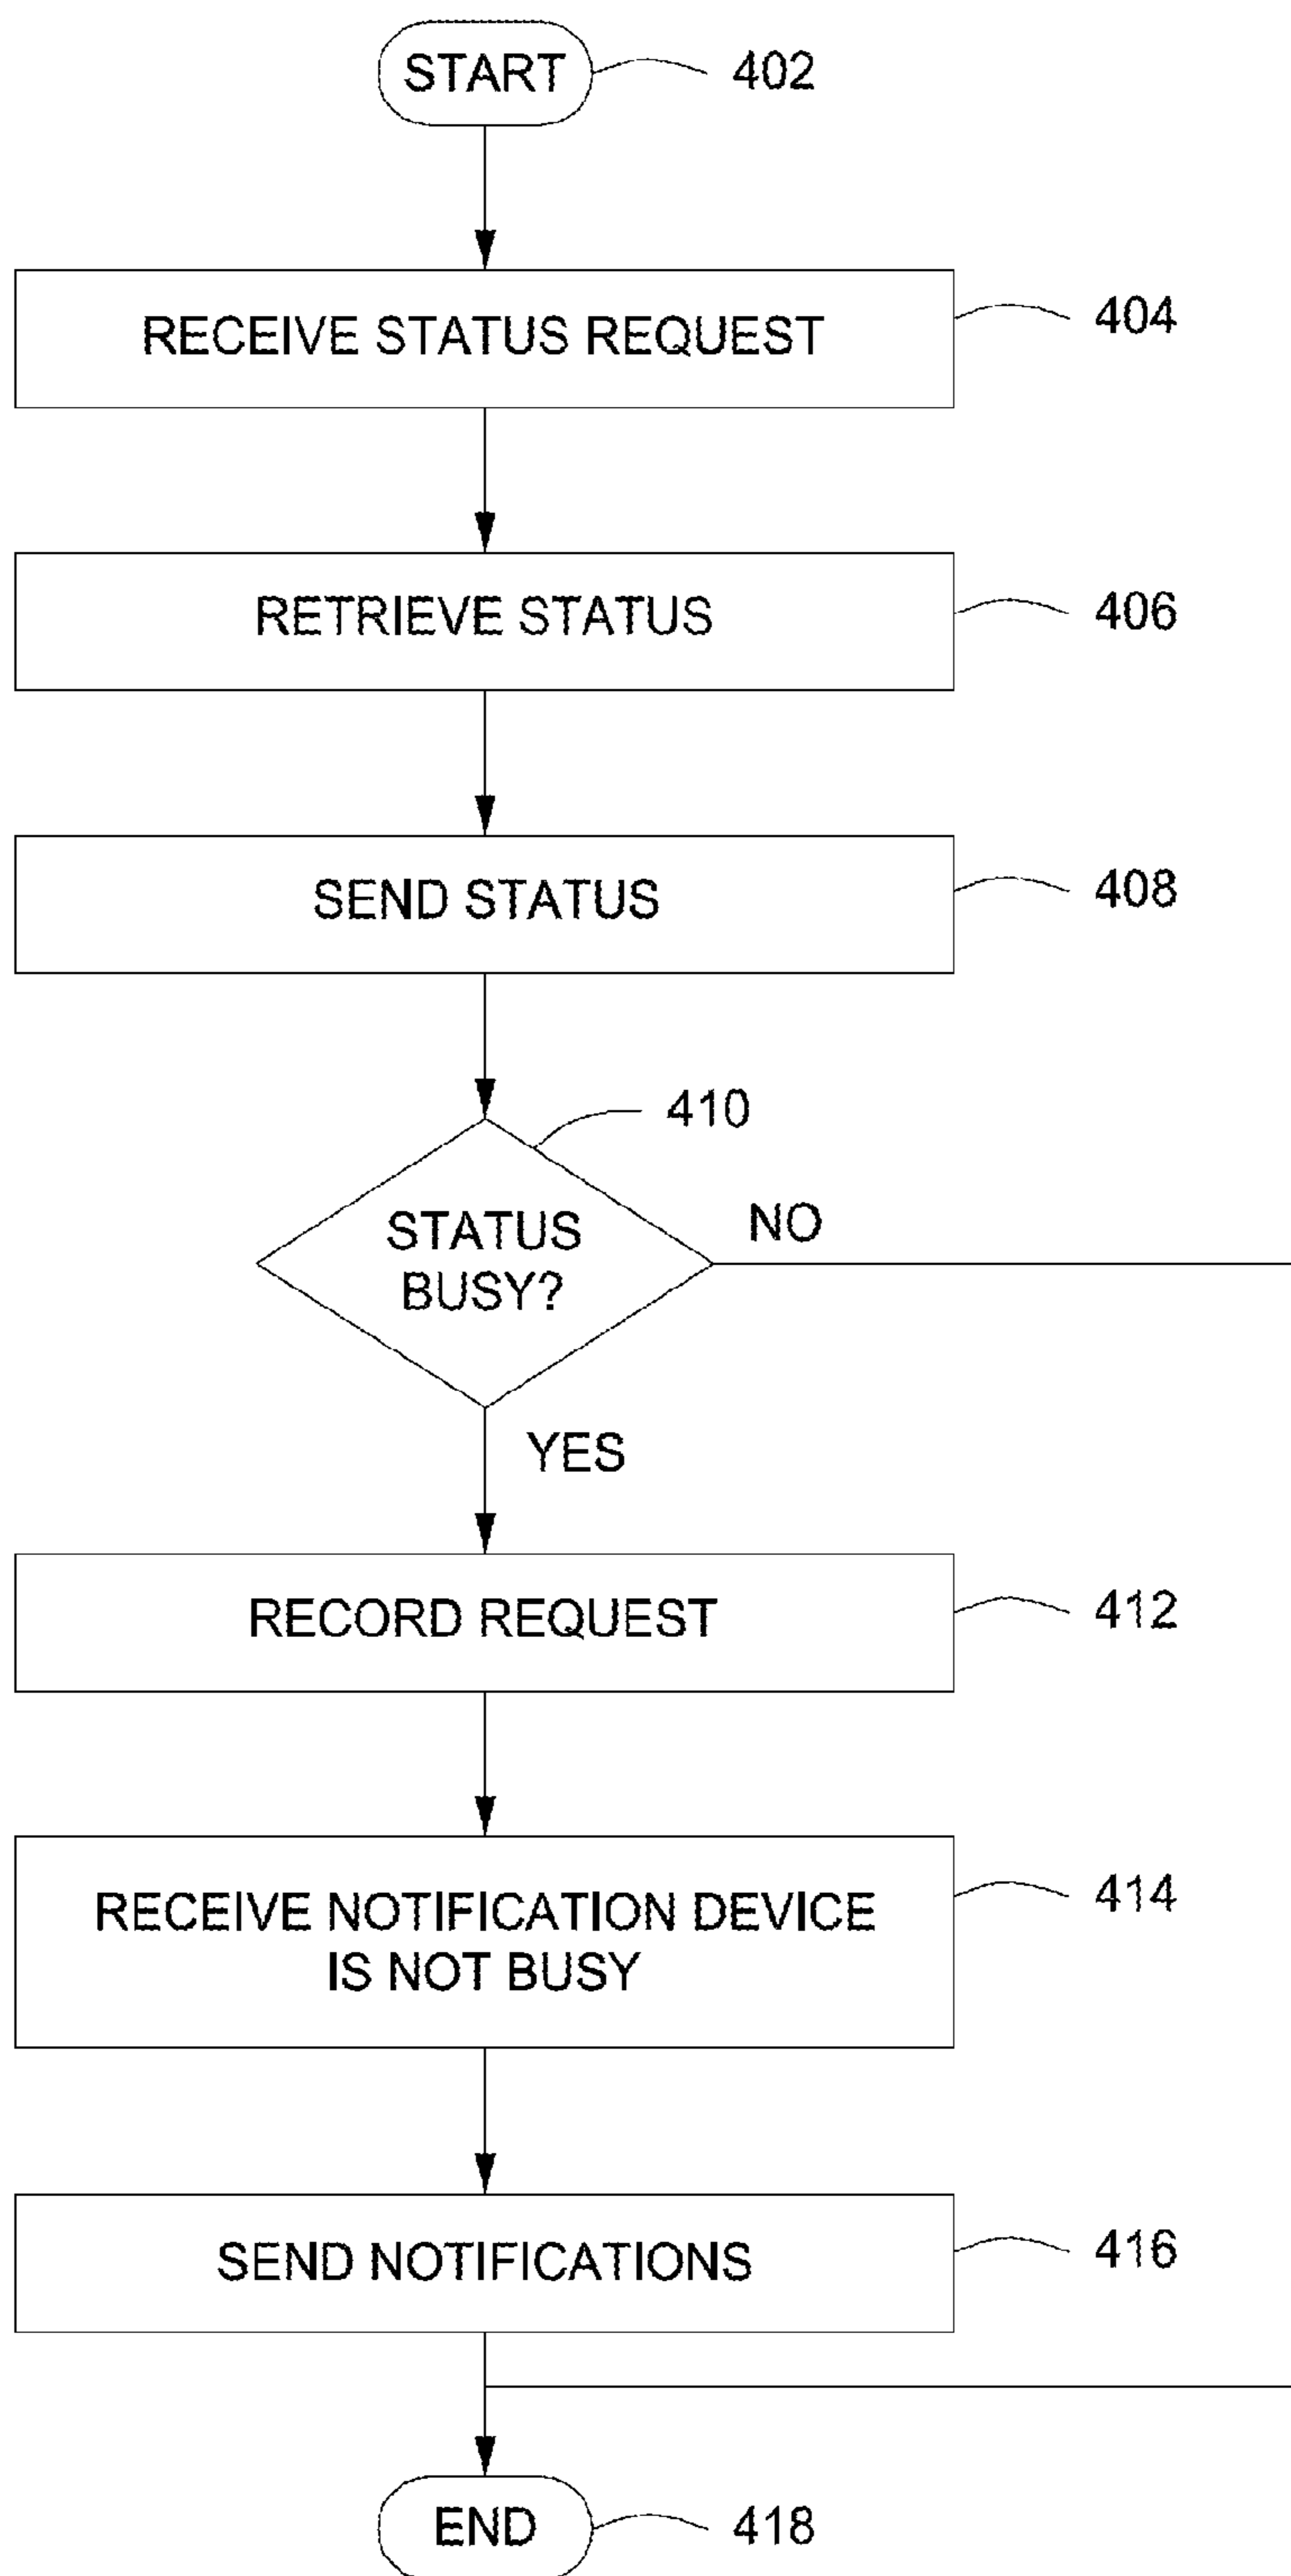 START
402
RECEIVE STATUS REQUEST
404
RETRIEVE STATUS
406
SEND STATUS
408
410
STATUS
BUSY?
NO
YES
RECORD REQUEST
412
RECEIVE NOTIFICATION DEVICE
IS NOT BUSY
414
SEND NOTIFICATIONS
416
END
418